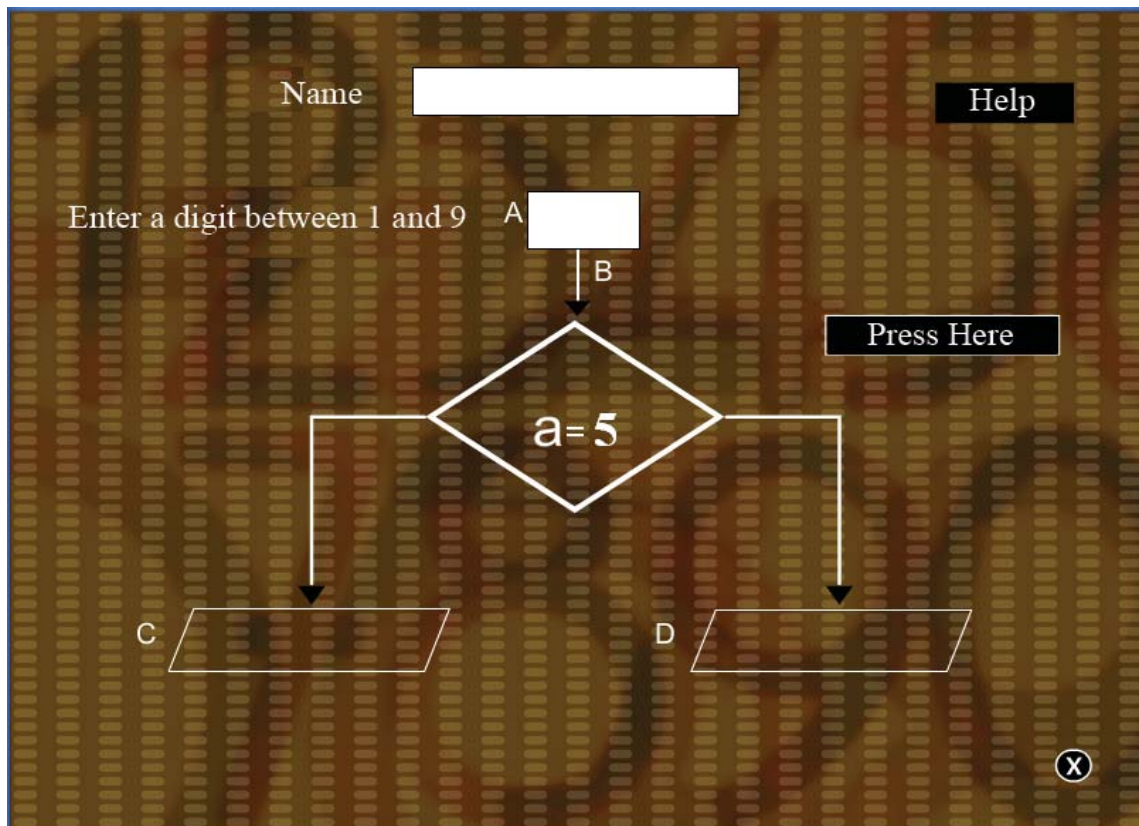 Name
Help
Enter a digit between 1 and 9 A
B
Press Here
a= 5
C
D
X